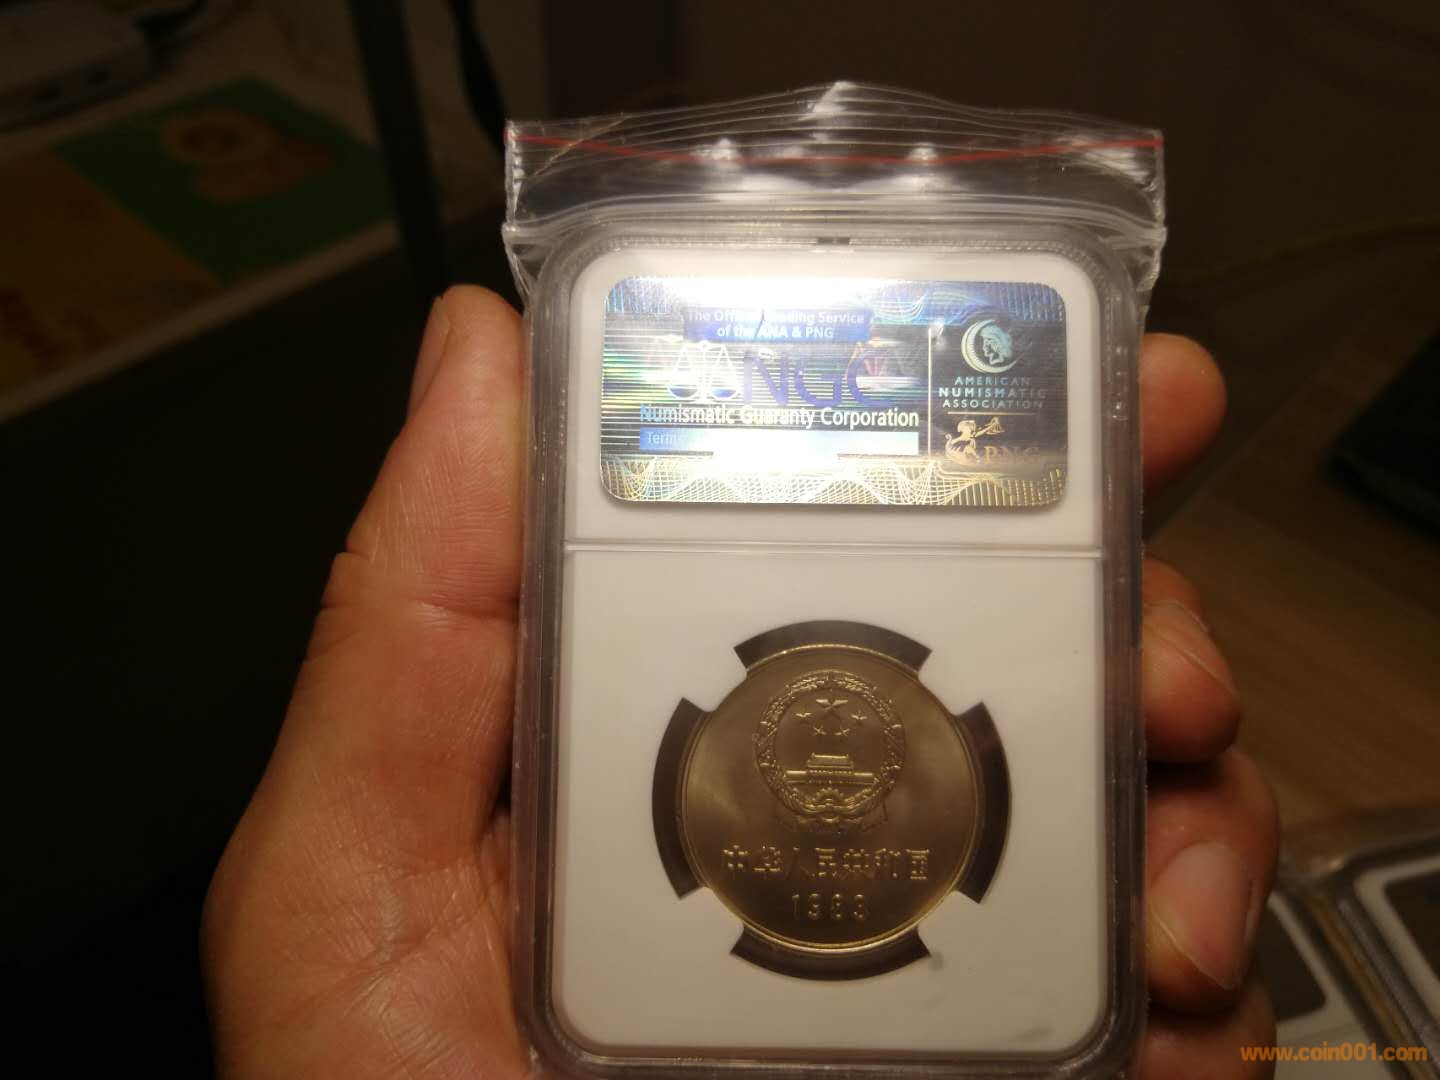 The Official Grading Service
of the ANA & PNG
NGC
Numismatic Guaranty Corporation
Terms
AMERICAN
NUMISMATIC
ASSOCIATION
PNG
中华人民共和国
1983
www.coin001.com